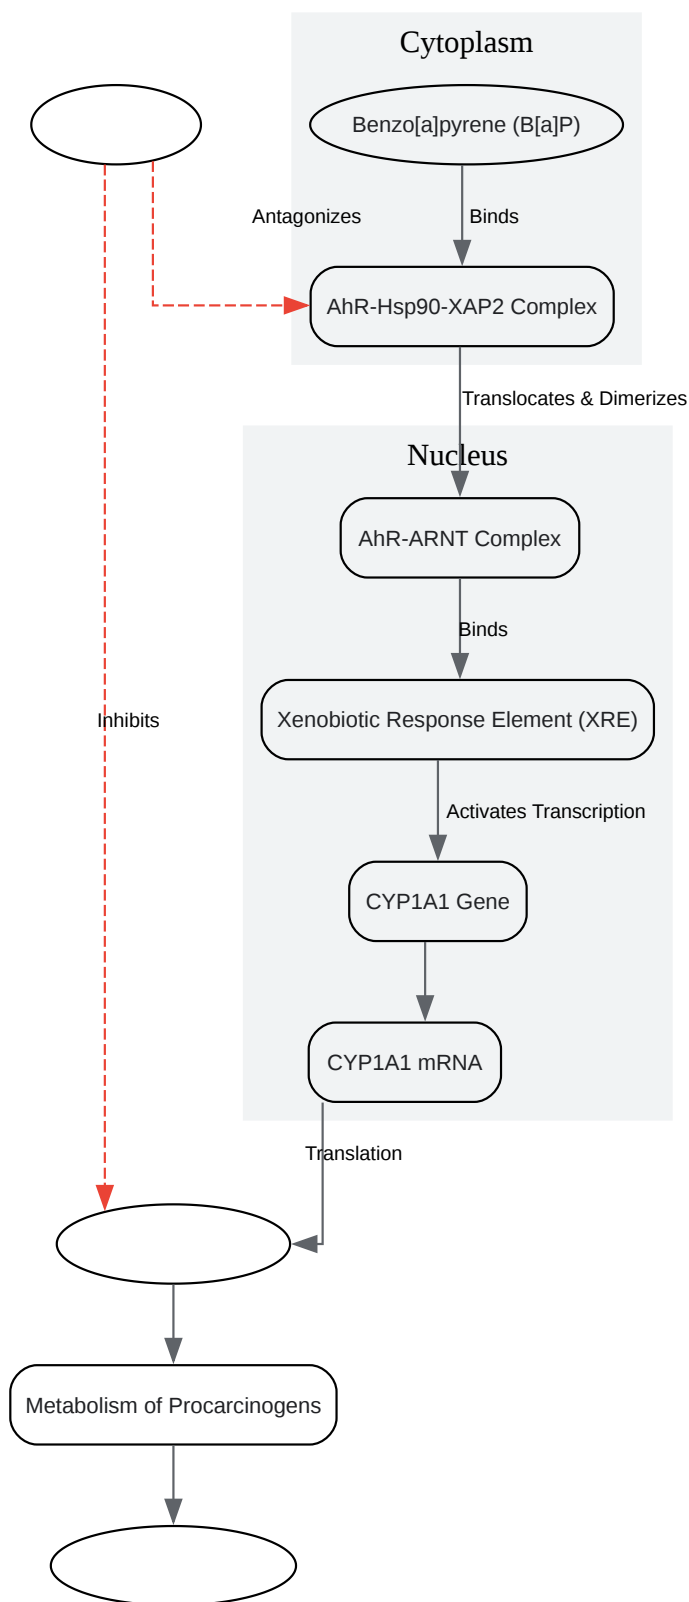 Cytoplasm
Benzo[a]pyrene (B[a]P)
Antagonizes
Binds
AhR-Hsp90-XAP2 Complex
Translocates & Dimerizes
Nucleus
AhR-ARNT Complex
Binds
Xenobiotic Response Element (XRE)
Inhibits
Activates Transcription
CYP1A1 Gene
CYP1A1 mRNA
Translation
Metabolism of Procarcinogens